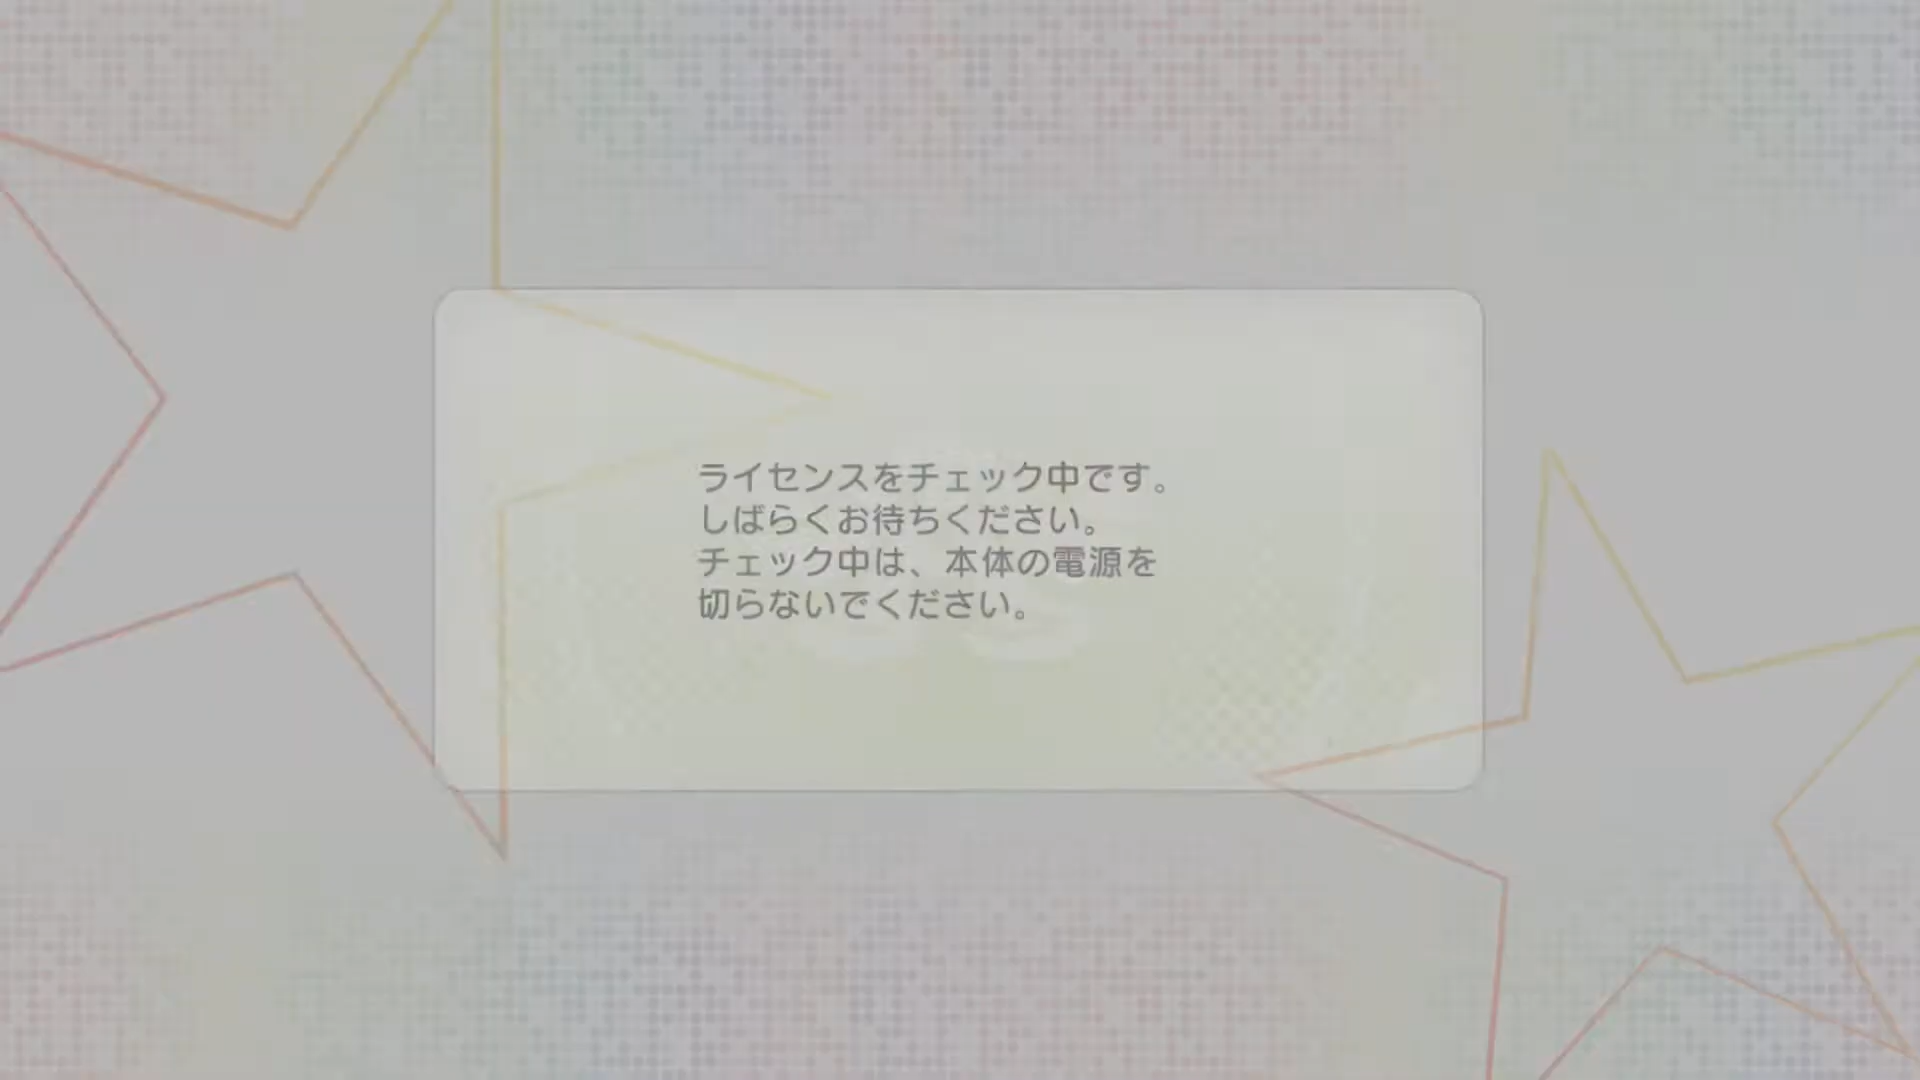 ライセンスをチェック中です。
しばらくお待ちください。
チェック中は、本体の電源を
切らないでください。